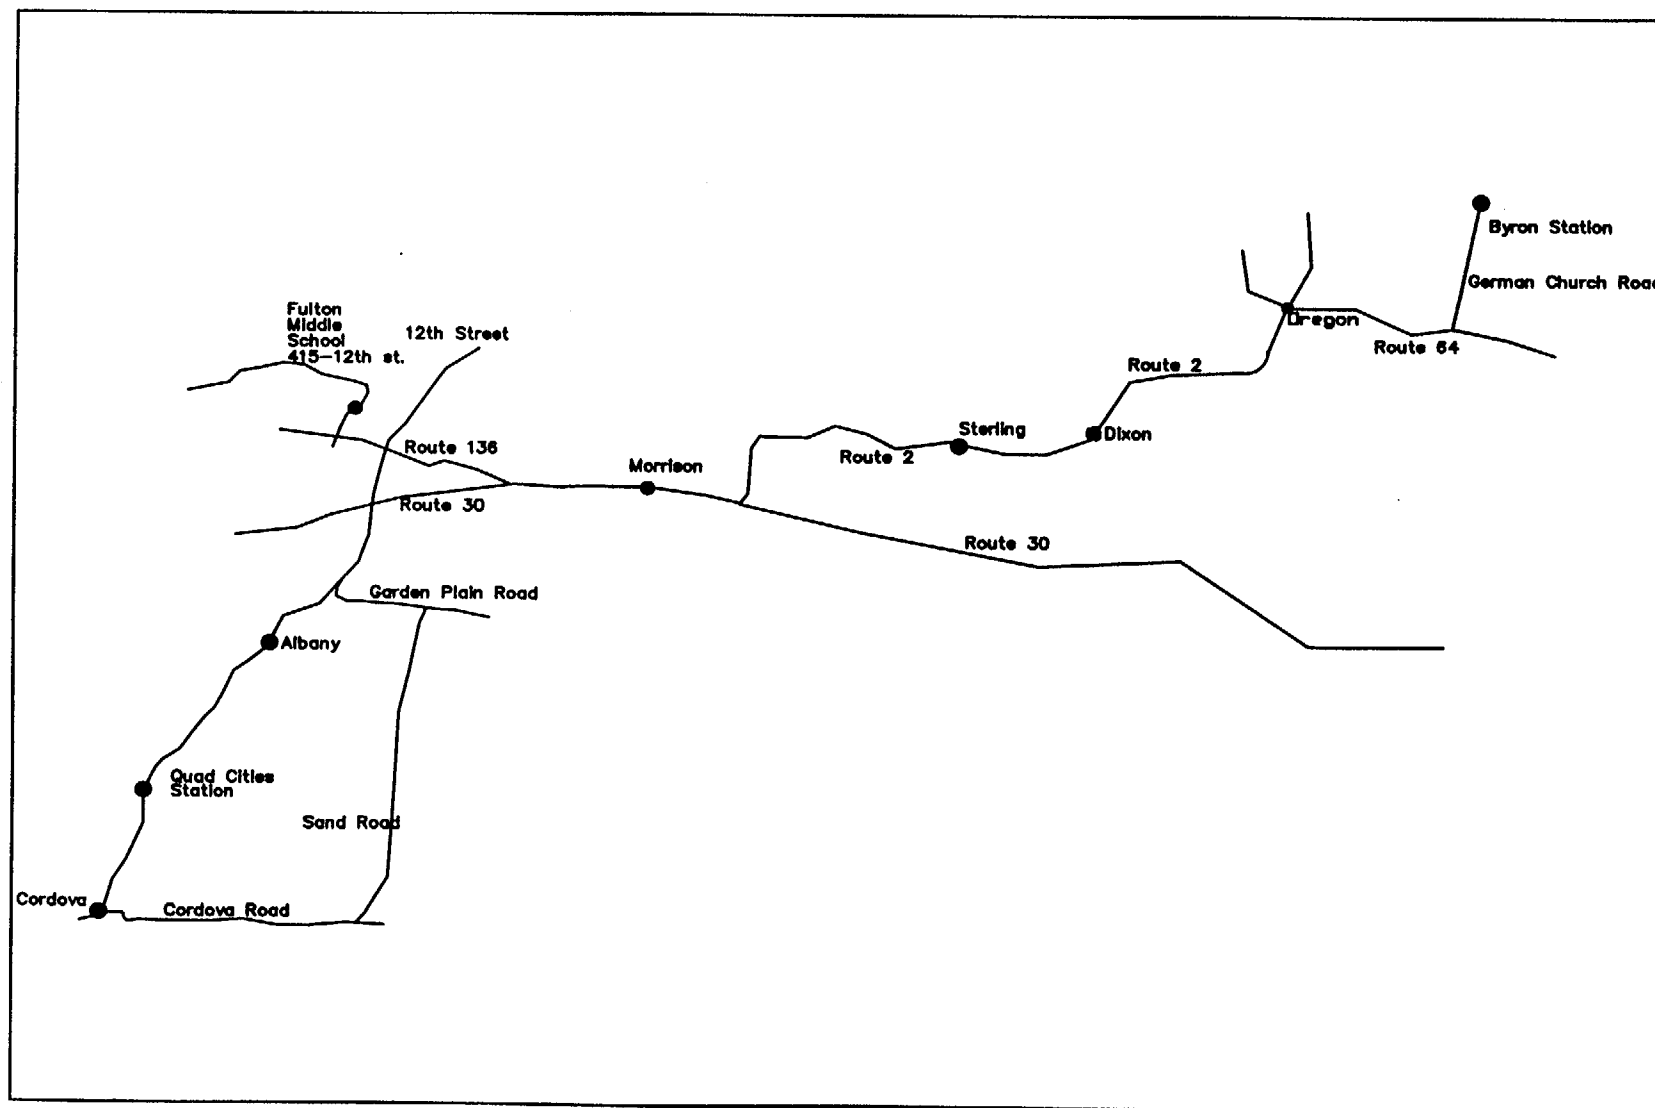 Byron Station
German Church Road
Oregon
Route 64
Route 2
Fulton
Middle
School
415-12th st.
12th Street
Sterling
Dixon
Route 2
Route 136
Morrison
Route 30
Route 30
Garden Plain Road
Albany
Quad Cities
Station
Sand Road
Cordova
Cordova Road